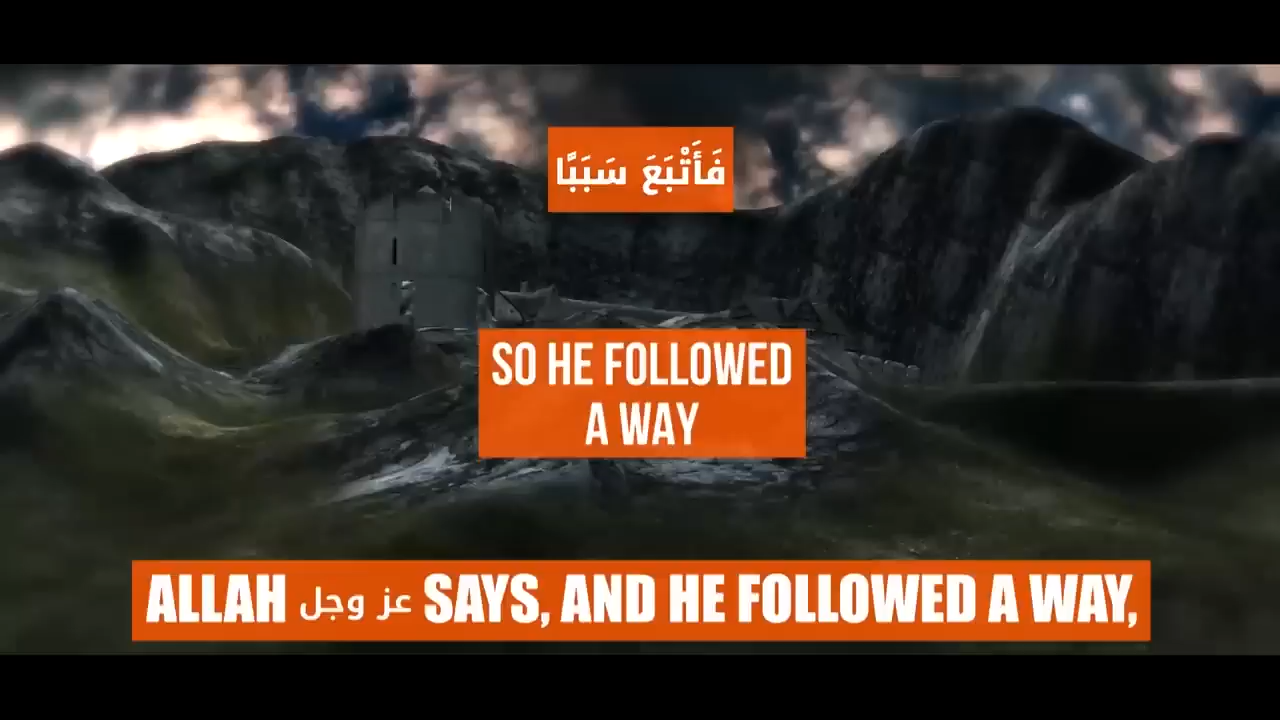 فَأَتْبَعَ سَبَبًّا
SO HE FOLLOWED
A WAY
ALLAH عز وجل SAYS, AND HE FOLLOWED A WAY,